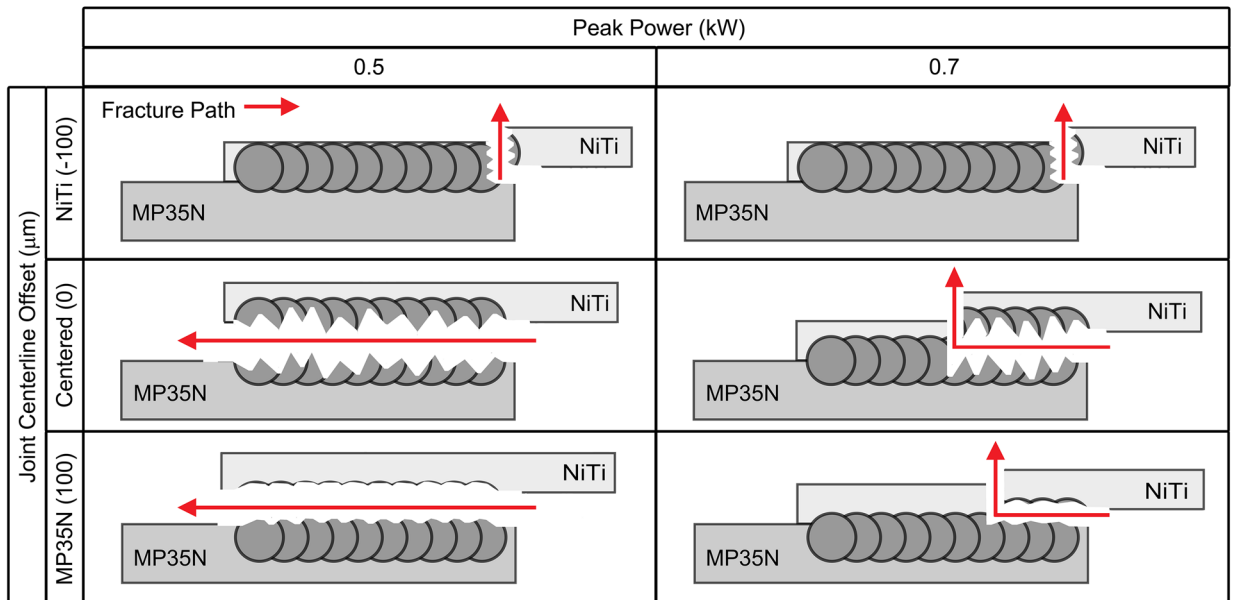 Peak Power (kW)
0.5
0.7
Joint Centerline Offset (μm)
NiTi (-100)
Fracture Path
NiTi
MP35N
NiTi
MP35N
Centered (0)
NiTi
MP35N
NiTi
MP35N
MP35N (100)
NiTi
MP35N
NiTi
MP35N